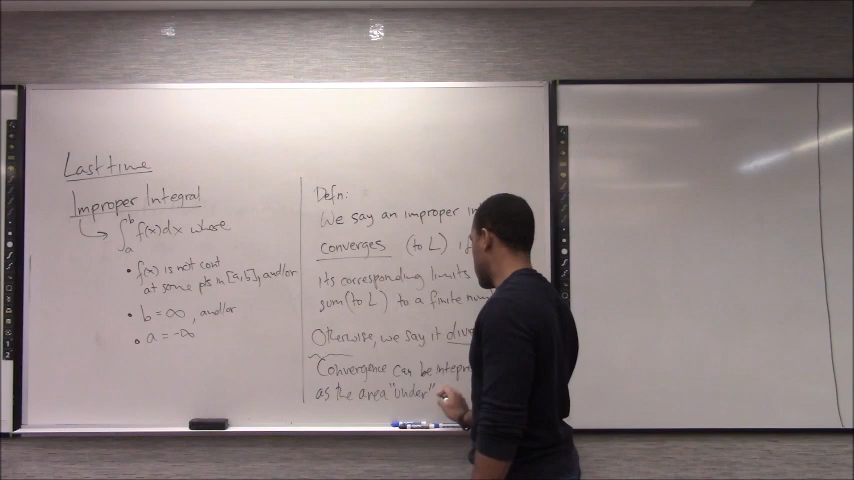 Last time
Improper Integral
∫_a^b f(x)dx where
• f(x) is not cont
at some pts in [a,b], and/or
• b = ∞, and/or
• a = -∞
Defn:
We say an improper in
converges (to L) if
its corresponding limits
sum (to L) to a finite num
Otherwise, we say it dive
Convergence can be interpre
as the area "under"